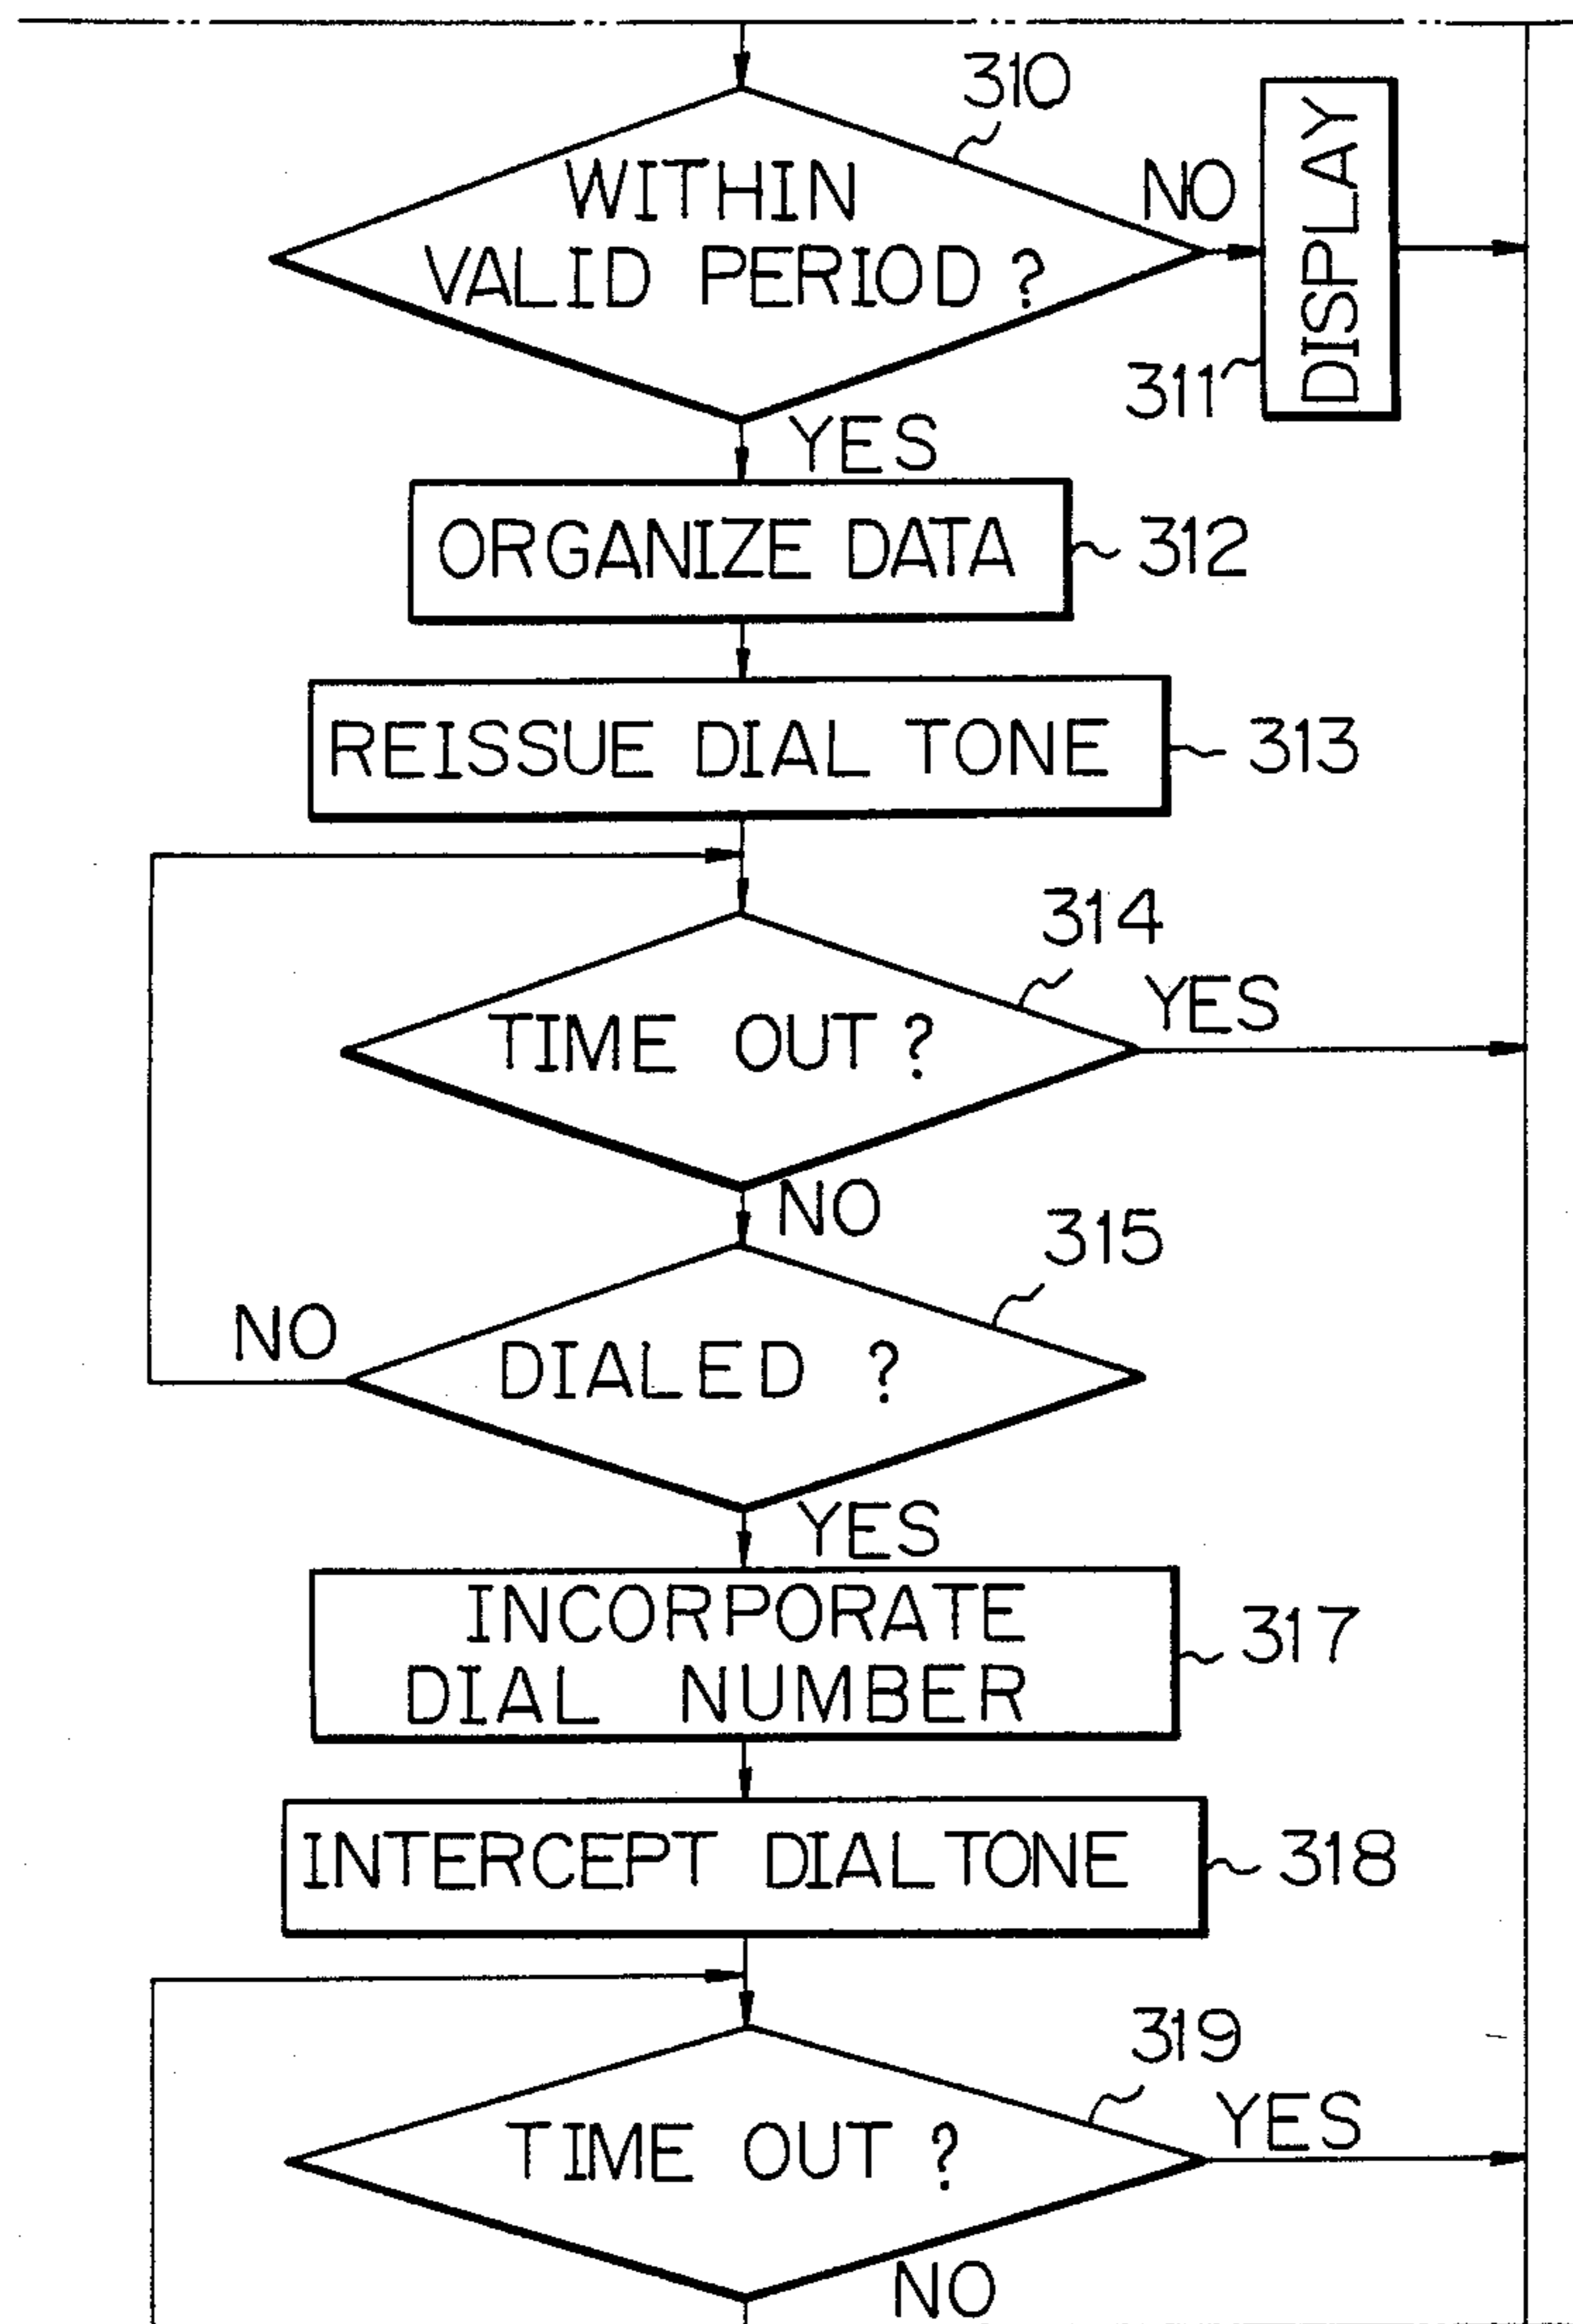 310
WITHIN
VALID PERIOD ?
NO
DISPLAY
311
YES
ORGANIZE DATA
312
REISSUE DIAL TONE
313
314
TIME OUT ?
YES
NO
315
DIALED ?
NO
YES
INCORPORATE
DIAL NUMBER
317
INTERCEPT DIALTONE
318
319
TIME OUT ?
YES
NO